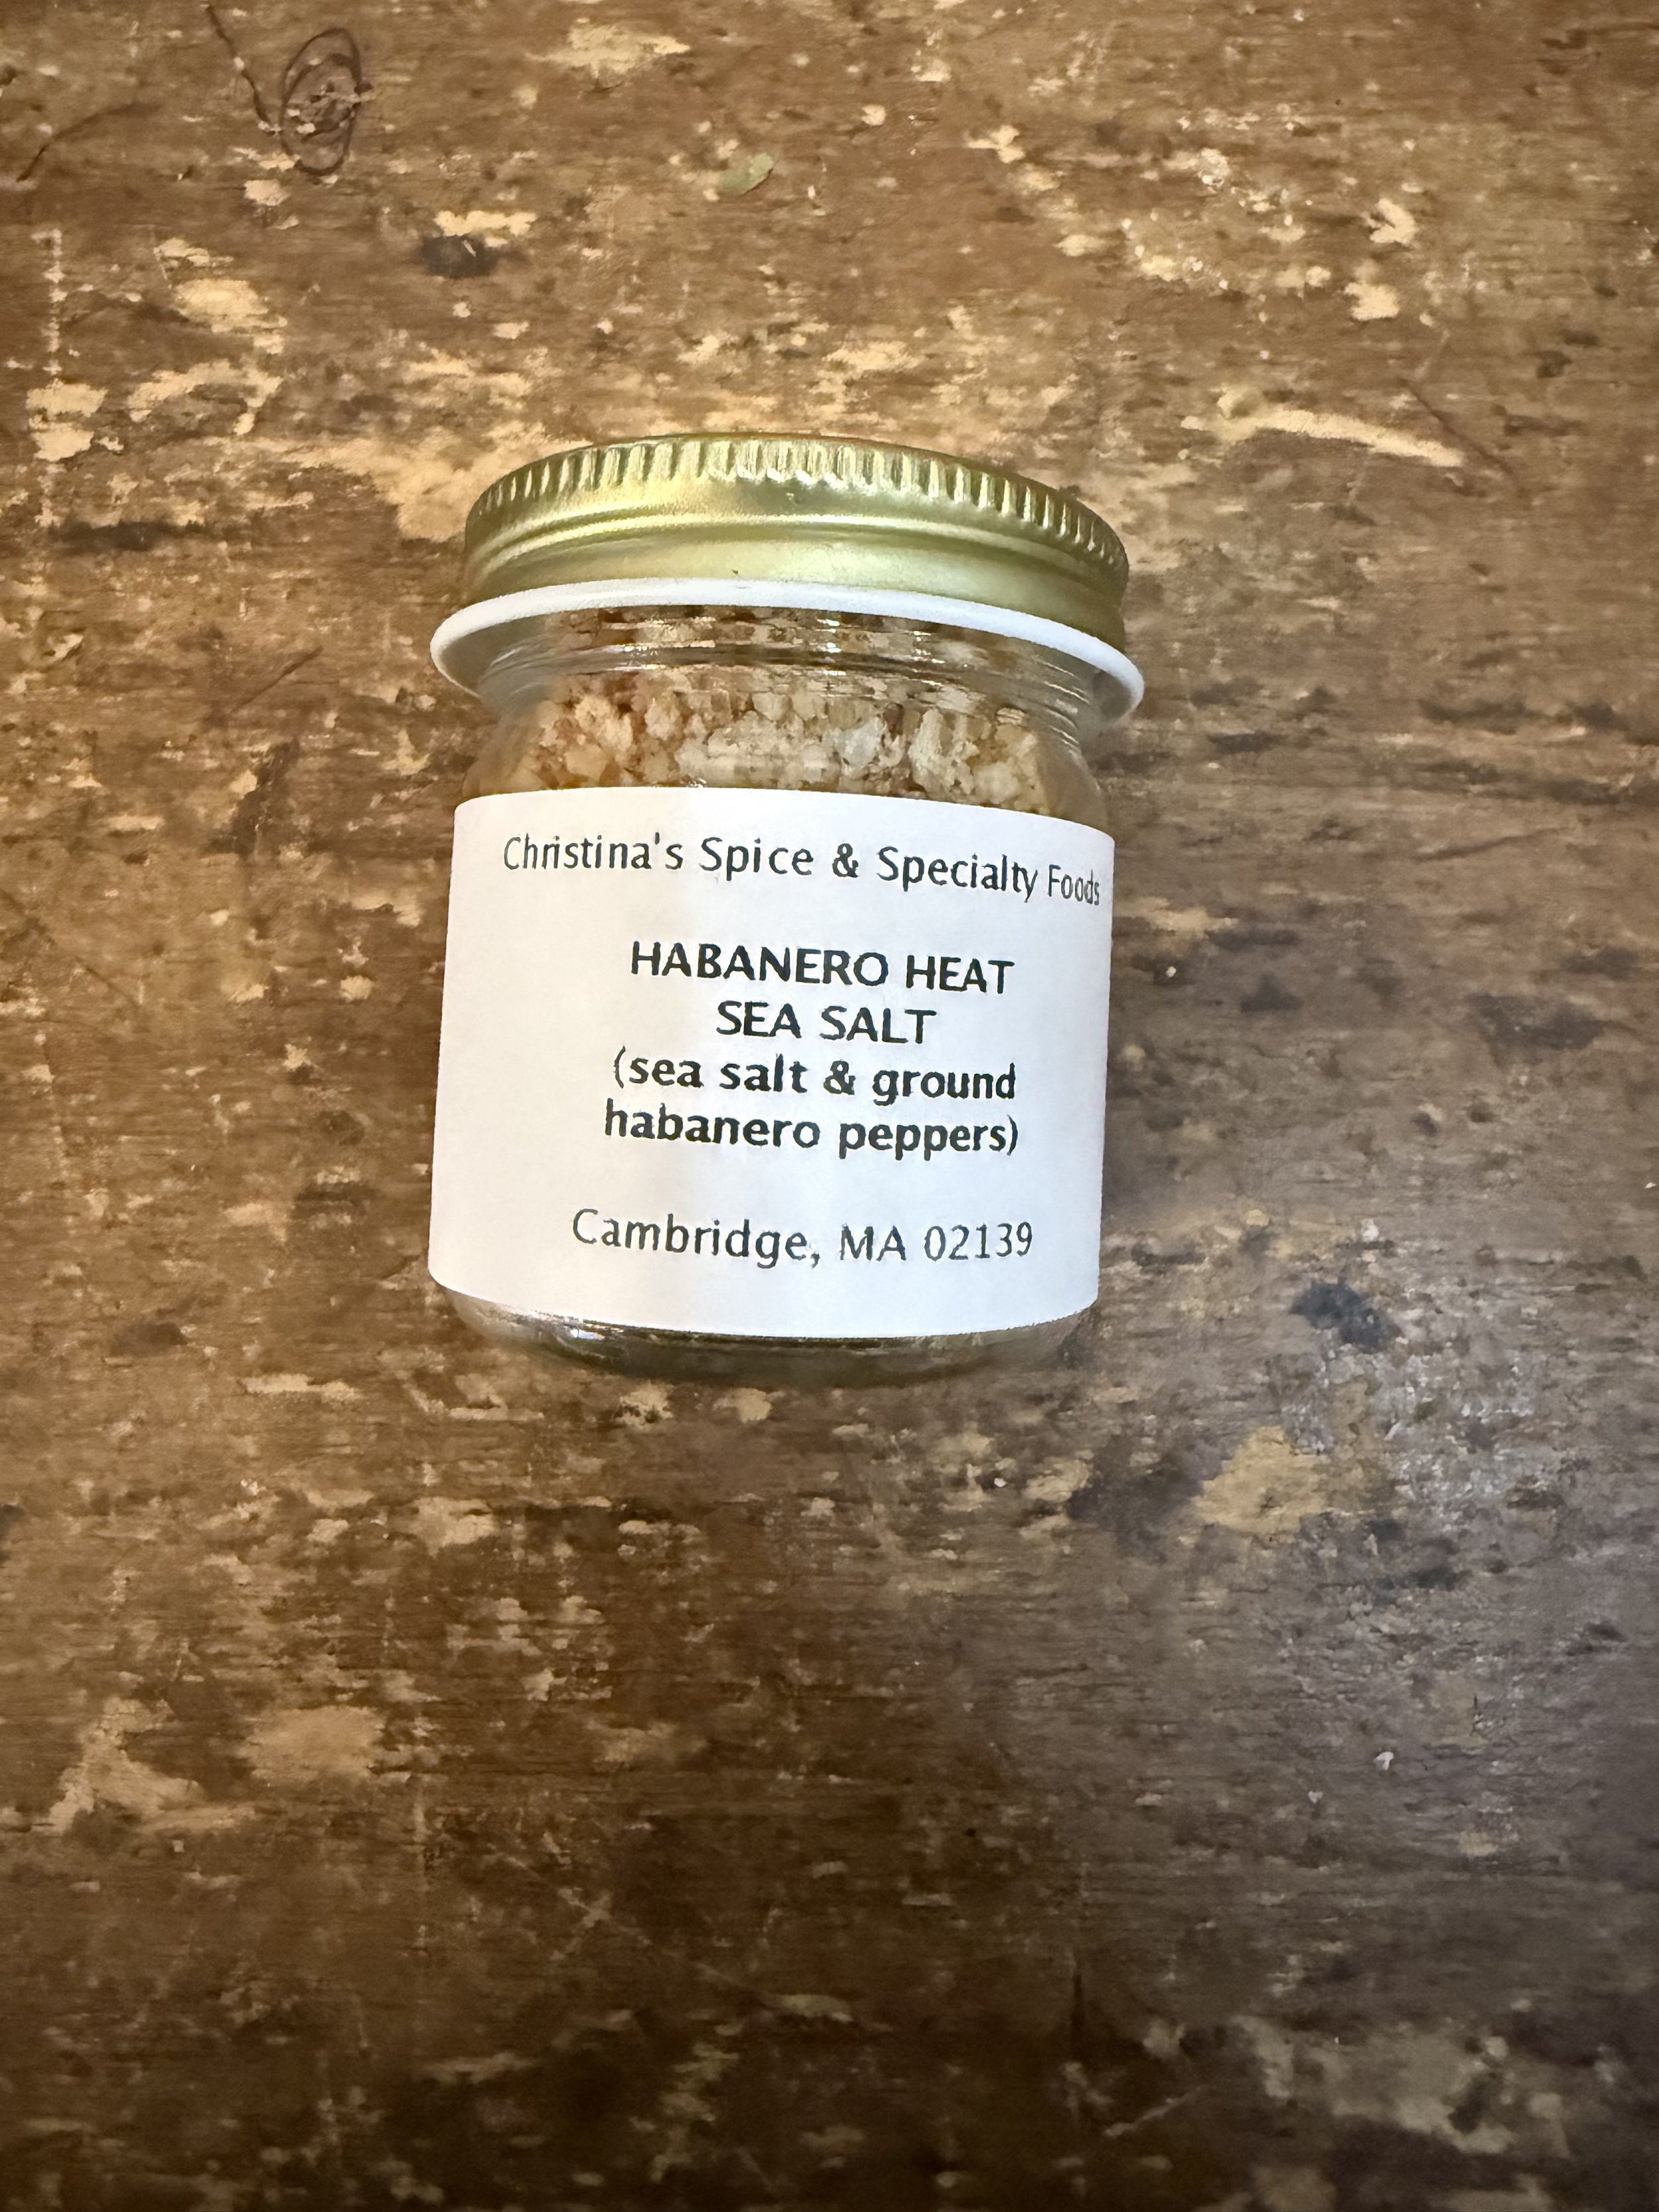 Christina's Spice & Specialty Foods
HABANERO HEAT
SEA SALT
(sea salt & ground
habanero peppers)
Cambridge, MA 02139